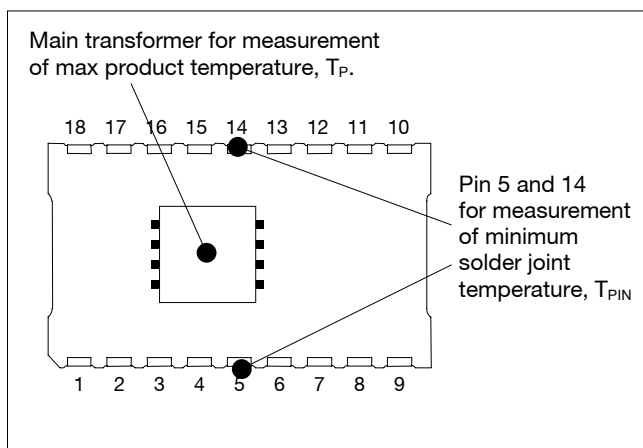 Main transformer for measurement
of max product temperature, TP.
18 17 16 15 14 13 12 11 10
Pin 5 and 14
for measurement
of minimum
solder joint
temperature, TPIN
1 2 3 4 5 6 7 8 9